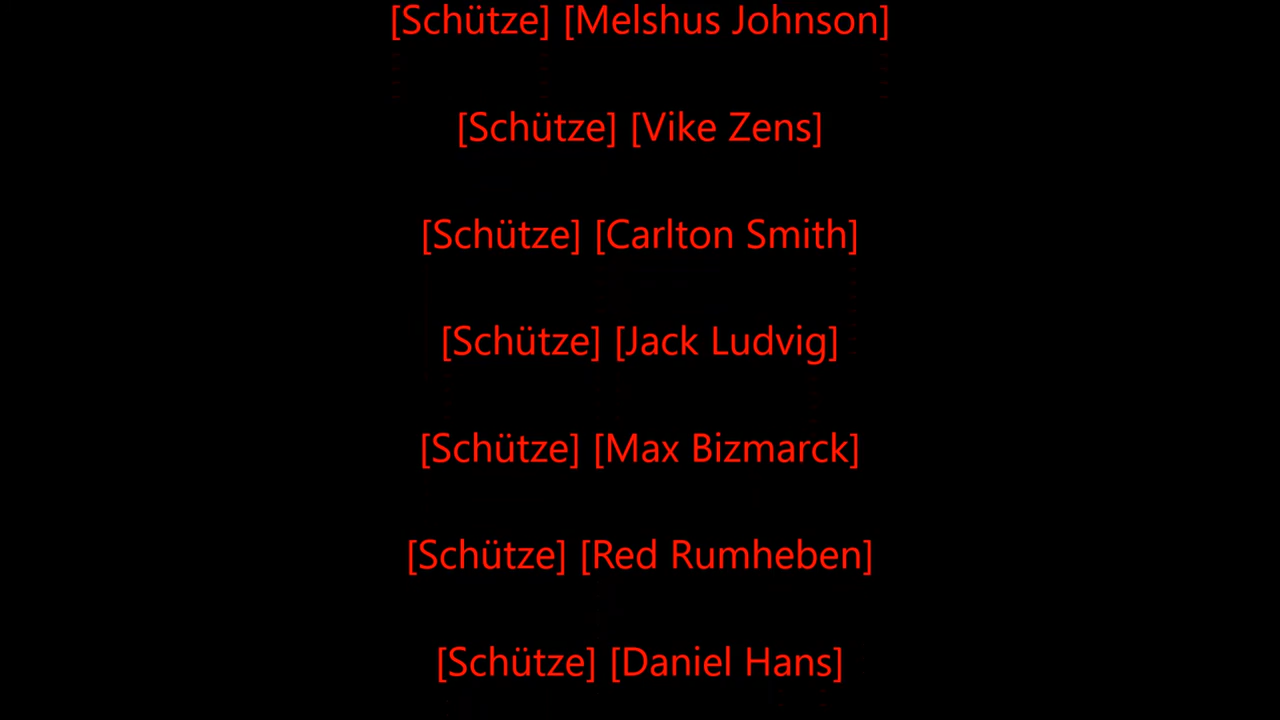 [Schütze] [Melshus Johnson]
[Schütze] [Vike Zens]
[Schütze] [Carlton Smith]
[Schütze] [Jack Ludvig]
[Schütze] [Max Bizmarck]
[Schütze] [Red Rumheben]
[Schütze] [Daniel Hans]